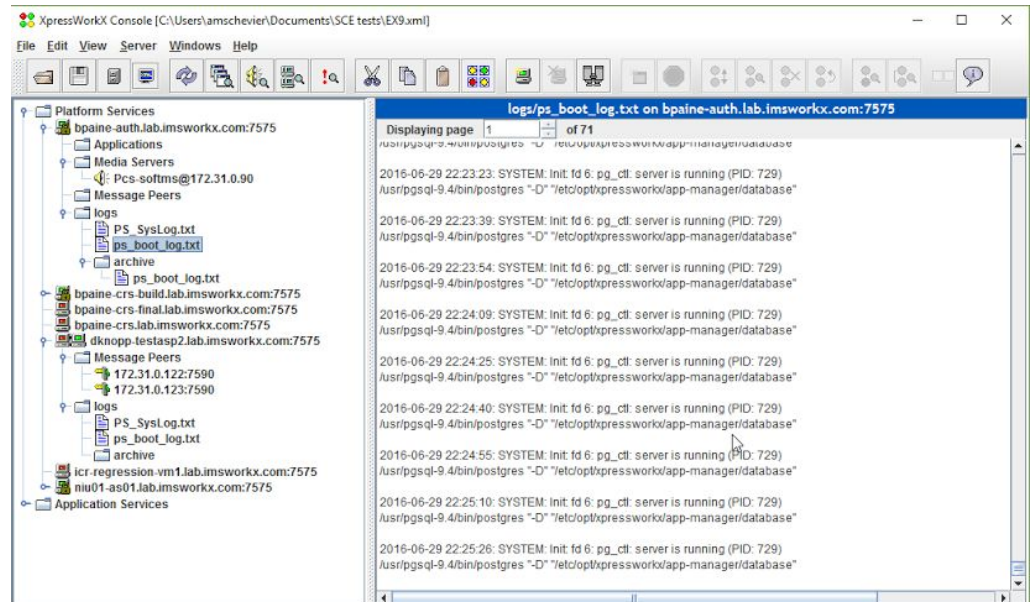 XpressWorkX Console [C:\Users\amschevier\Documents\SCE tests\EX9.xml]
File Edit View Server Windows Help
Platform Services
bpaine-auth.lab.imsworkx.com:7575
Applications
Media Servers
Pcs-softms@172.31.0.90
Message Peers
logs
PS_SysLog.txt
ps_boot_log.txt
archive
ps_boot_log.txt
bpaine-crs-build.lab.imsworkx.com:7575
bpaine-crs-final.lab.imsworkx.com:7575
bpaine-crs.lab.imsworkx.com:7575
dknopp-testasp2.lab.imsworkx.com:7575
Message Peers
172.31.0.122:7590
172.31.0.123:7590
logs
PS_SysLog.txt
ps_boot_log.txt
archive
icr-regression-vm1.lab.imsworkx.com:7575
niu01-as01.lab.imsworkx.com:7575
Application Services
logs/ps_boot_log.txt on bpaine-auth.lab.imsworkx.com:7575
Displaying page 1 of 71
/usr/pgsql-9.4/bin/postgres "-D" "/etc/opt/xpressworkx/app-manager/database"
2016-06-29 22:23:23: SYSTEM: Init: fd 6: pg_ctl: server is running (PID: 729)
/usr/pgsql-9.4/bin/postgres "-D" "/etc/opt/xpressworkx/app-manager/database"
2016-06-29 22:23:39: SYSTEM: Init: fd 6: pg_ctl: server is running (PID: 729)
/usr/pgsql-9.4/bin/postgres "-D" "/etc/opt/xpressworkx/app-manager/database"
2016-06-29 22:23:54: SYSTEM: Init: fd 6: pg_ctl: server is running (PID: 729)
/usr/pgsql-9.4/bin/postgres "-D" "/etc/opt/xpressworkx/app-manager/database"
2016-06-29 22:24:09: SYSTEM: Init: fd 6: pg_ctl: server is running (PID: 729)
/usr/pgsql-9.4/bin/postgres "-D" "/etc/opt/xpressworkx/app-manager/database"
2016-06-29 22:24:25: SYSTEM: Init: fd 6: pg_ctl: server is running (PID: 729)
/usr/pgsql-9.4/bin/postgres "-D" "/etc/opt/xpressworkx/app-manager/database"
2016-06-29 22:24:40: SYSTEM: Init: fd 6: pg_ctl: server is running (PID: 729)
/usr/pgsql-9.4/bin/postgres "-D" "/etc/opt/xpressworkx/app-manager/database"
2016-06-29 22:24:55: SYSTEM: Init: fd 6: pg_ctl: server is running (PID: 729)
/usr/pgsql-9.4/bin/postgres "-D" "/etc/opt/xpressworkx/app-manager/database"
2016-06-29 22:25:10: SYSTEM: Init: fd 6: pg_ctl: server is running (PID: 729)
/usr/pgsql-9.4/bin/postgres "-D" "/etc/opt/xpressworkx/app-manager/database"
2016-06-29 22:25:26: SYSTEM: Init: fd 6: pg_ctl: server is running (PID: 729)
/usr/pgsql-9.4/bin/postgres "-D" "/etc/opt/xpressworkx/app-manager/database"